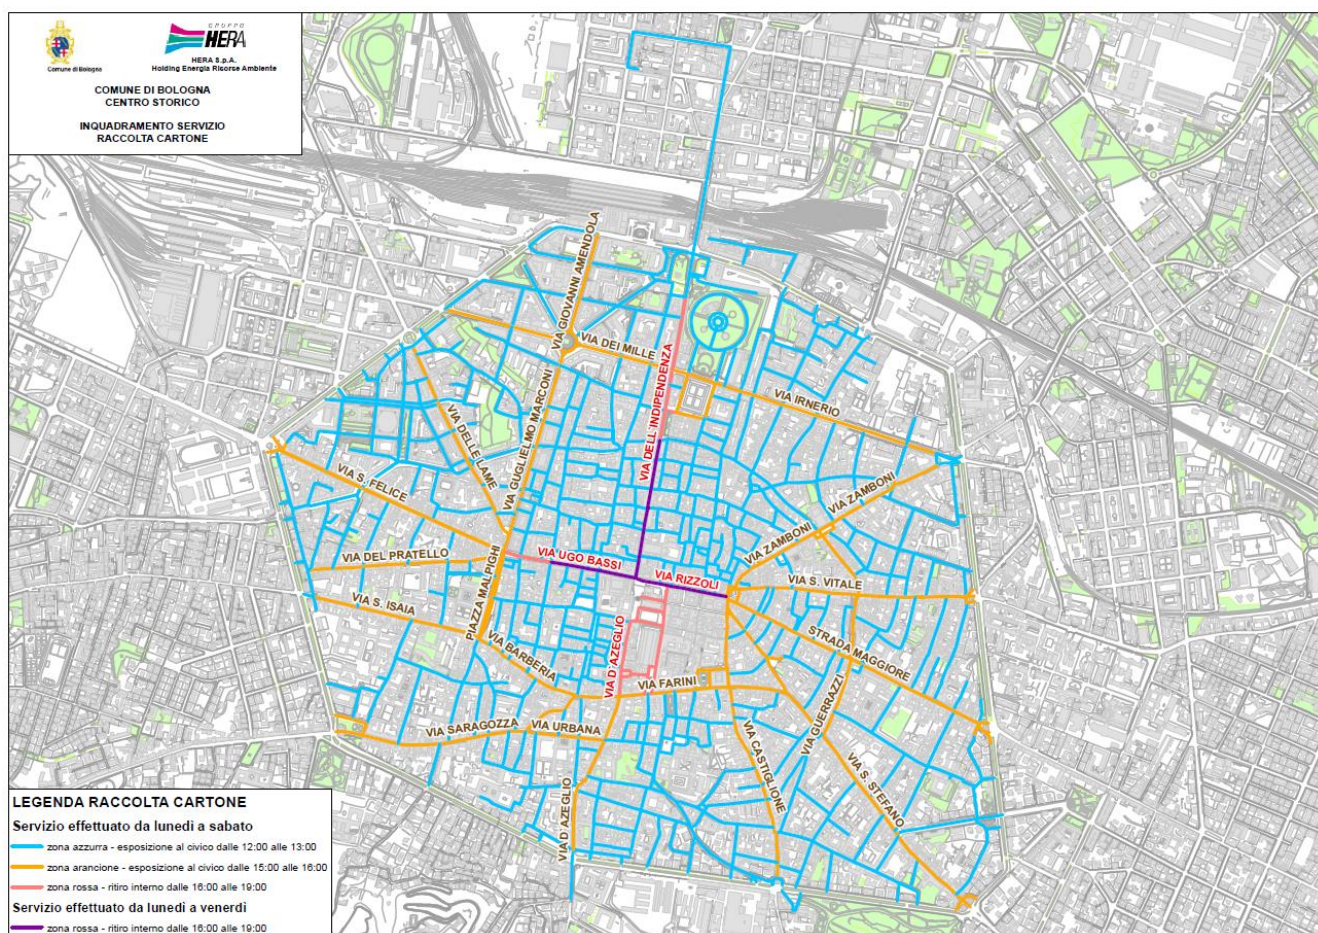 Comune di Bologna
GRUPPO
HERA
HERA S.p.A.
Holding Energia Risorse Ambiente
COMUNE DI BOLOGNA
CENTRO STORICO
INQUADRAMENTO SERVIZIO
RACCOLTA CARTONE
VIA GIOVANNI AMENDOLA
VIA DEI MILLE
VIA DELL'INDIPENDENZA
VIA IRNERIO
VIA GUGLIELMO MARCONI
VIA DELLE LAME
VIA S. FELICE
VIA ZAMBONI
VIA ZAMBONI
VIA DEL PRATELLO
VIA UGO BASSI
VIA RIZZOLI
VIA S. VITALE
PIAZZA MALPIGHI
VIA S. ISAIA
VIA BARBERIA
VIA D'AZEGLIO
STRADA MAGGIORE
VIA FARINI
VIA GUERRAZZI
VIA SARAGOZZA
VIA URBANA
VIA CASTIGLIONE
VIA S. STEFANO
VIA D'AZEGLIO
LEGENDA RACCOLTA CARTONE
Servizio effettuato da lunedì a sabato
zona azzurra - esposizione al civico dalle 12:00 alle 13:00
zona arancione - esposizione al civico dalle 15:00 alle 16:00
zona rossa - ritiro interno dalle 16:00 alle 19:00
Servizio effettuato da lunedì a venerdì
zona rossa - ritiro interno dalle 16:00 alle 19:00